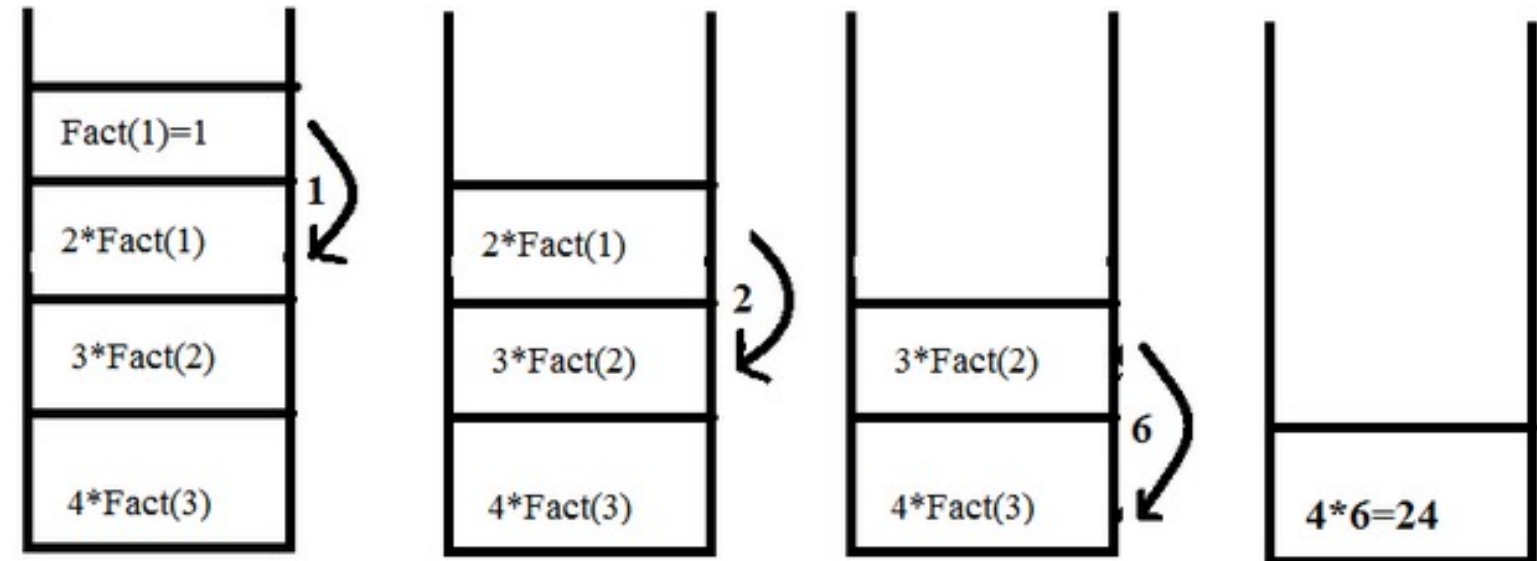 Fact(1)=1
1
2*Fact(1)
3*Fact(2)
4*Fact(3)
2*Fact(1)
2
3*Fact(2)
4*Fact(3)
3*Fact(2)
6
4*Fact(3)
4*6=24